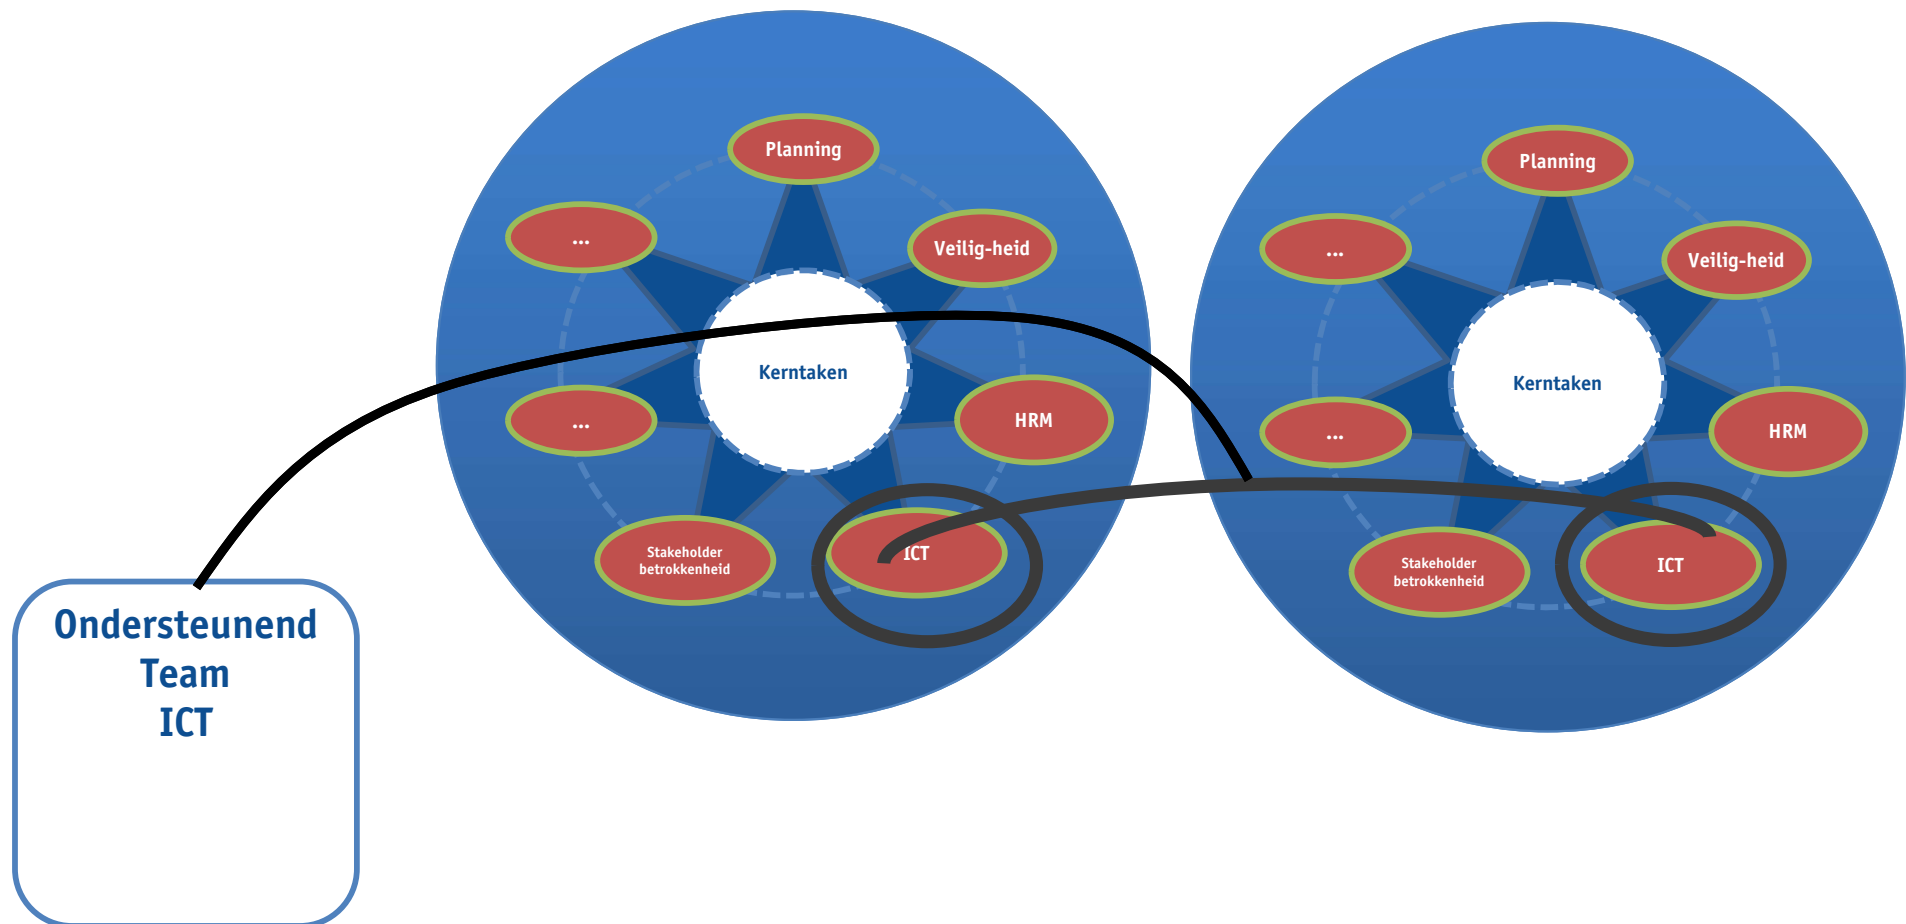 Planning
...
Veilig-heid
Kerntaken
...
HRM
Stakeholder
betrokkenheid
ICT
Planning
...
Veilig-heid
Kerntaken
...
HRM
Stakeholder
betrokkenheid
ICT
Ondersteunend
Team
ICT